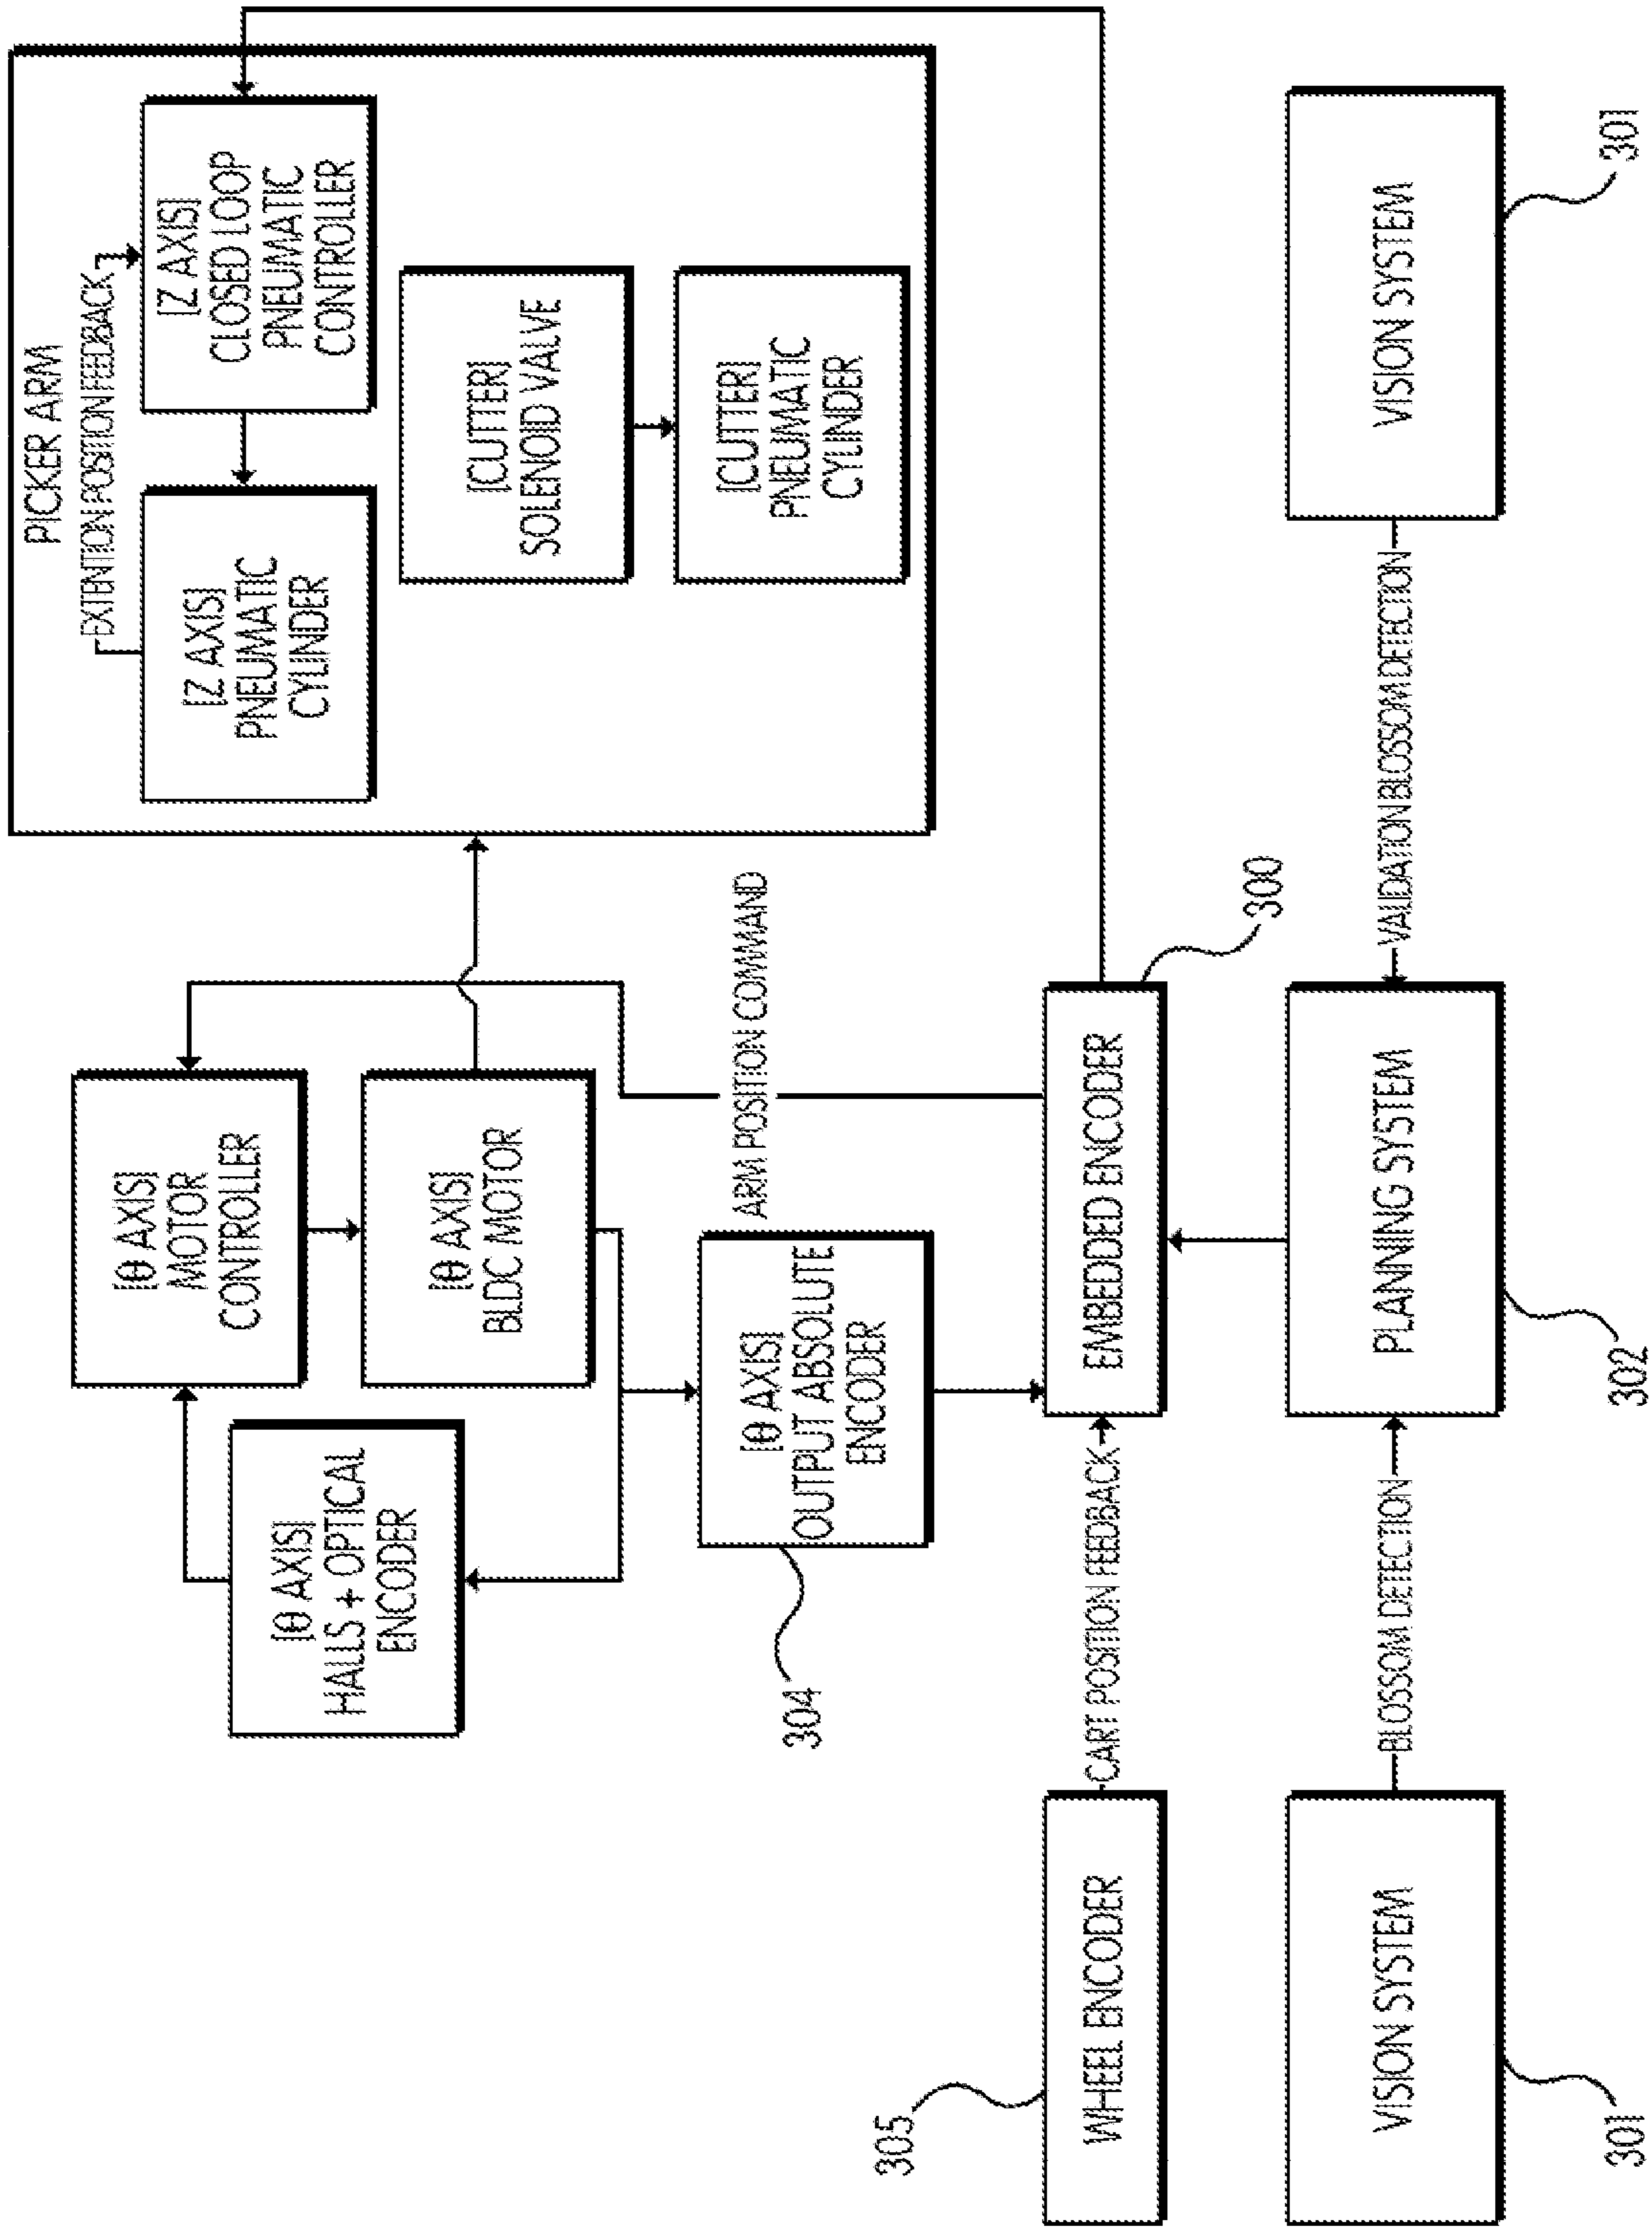 PICKER ARM
EXTENTION POSITION FEEDBACK
[Z AXIS]
PNEUMATIC
CYLINDER
[Z AXIS]
CLOSED LOOP
PNEUMATIC
CONTROLLER
[CUTTER]
SOLENOID VALVE
[CUTTER]
PNEUMATIC
CYLINDER
[θ AXIS]
MOTOR
CONTROLLER
[θ AXIS]
HALLS + OPTICAL
ENCODER
[θ AXIS]
BLDC MOTOR
[θ AXIS]
OUTPUT ABSOLUTE
ENCODER
304
ARM POSITION COMMAND
305
WHEEL ENCODER
CART POSITION FEEDBACK
EMBEDDED ENCODER
300
VISION SYSTEM
301
BLOSSOM DETECTION
PLANNING SYSTEM
302
VALIDATION BLOSSOM DETECTION
VISION SYSTEM
301